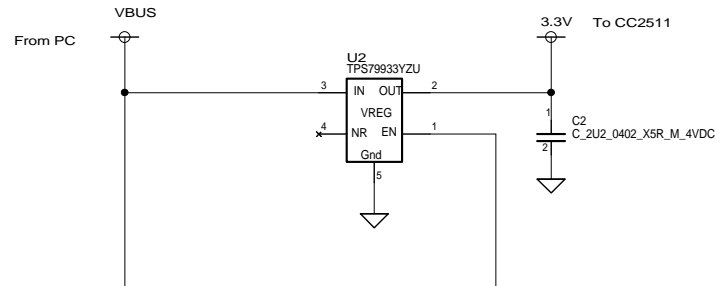 VBUS
From PC
3.3V To CC2511
U2
TPS79933YZU
3 IN OUT 2
VREG
4 NR EN 1
Gnd
5
1
C2
C_2U2_0402_X5R_M_4VDC
2